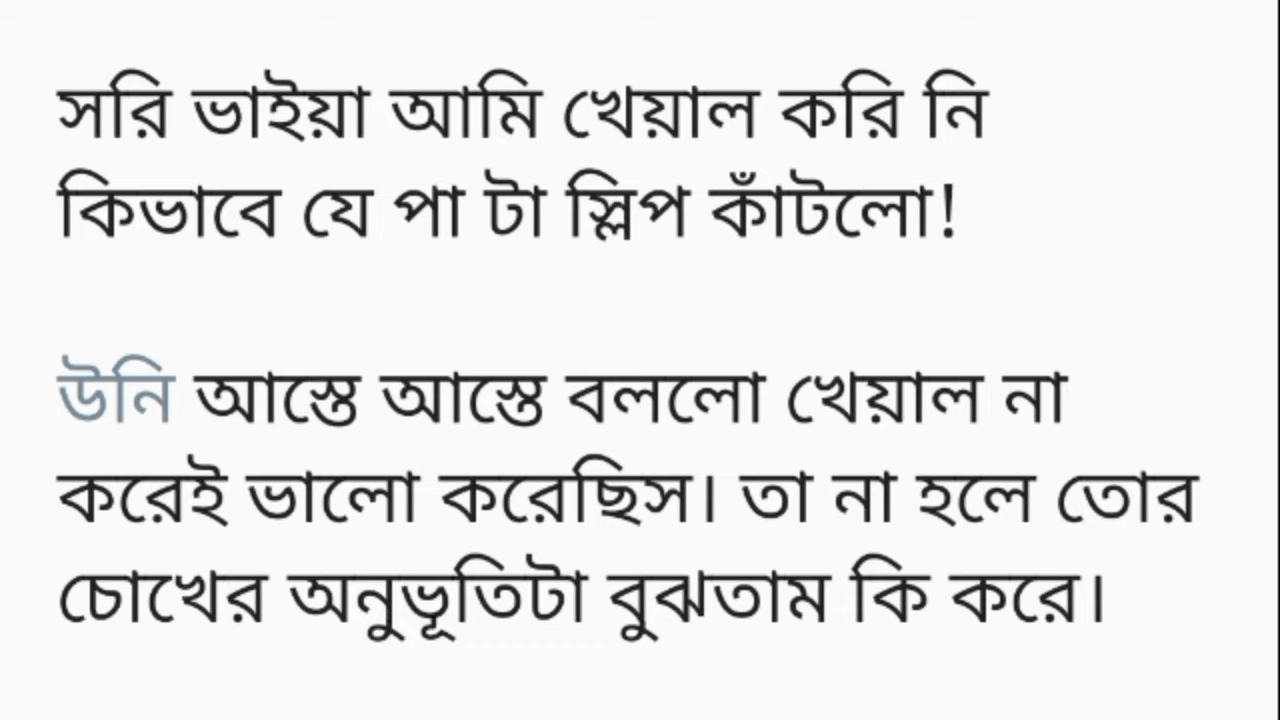 সরি ভাইয়া আমি খেয়াল করি নি
কিভাবে যে পা টা স্লিপ কাঁটলো!
উনি আস্তে আস্তে বললো খেয়াল না
করেই ভালো করেছিস। তা না হলে তোর
চোখের অনুভূতিটা বুঝতাম কি করে।